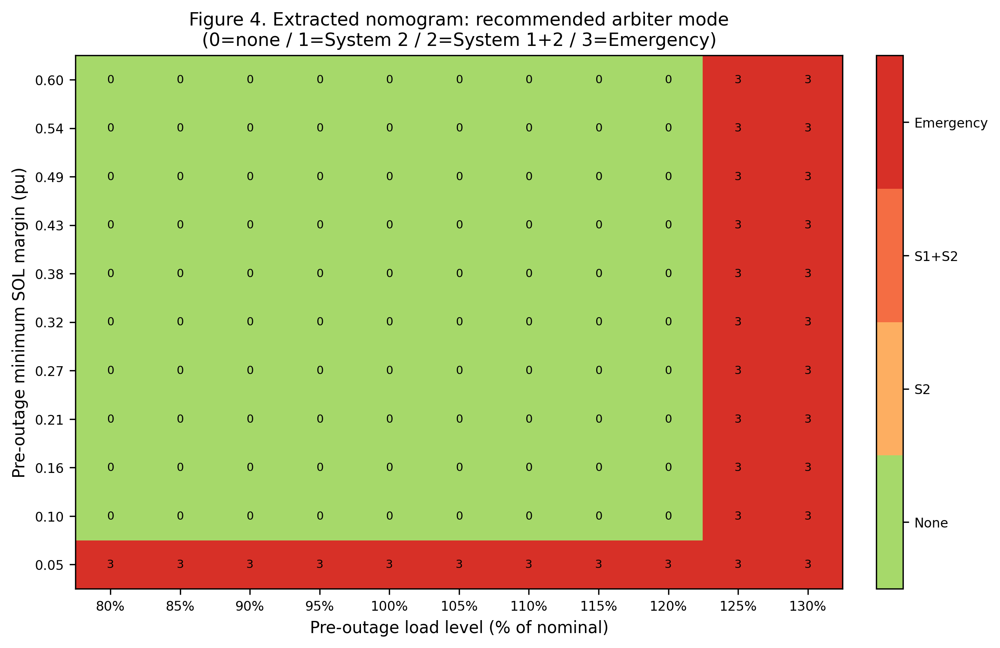 Figure 4. Extracted nomogram: recommended arbiter mode
(0=none / 1=System 2 / 2=System 1+2 / 3=Emergency)
Pre-outage minimum SOL margin (pu)
0.60 0 0 0 0 0 0 0 0 0 3 3
0.54 0 0 0 0 0 0 0 0 0 3 3
0.49 0 0 0 0 0 0 0 0 0 3 3
0.43 0 0 0 0 0 0 0 0 0 3 3
0.38 0 0 0 0 0 0 0 0 0 3 3
0.32 0 0 0 0 0 0 0 0 0 3 3
0.27 0 0 0 0 0 0 0 0 0 3 3
0.21 0 0 0 0 0 0 0 0 0 3 3
0.16 0 0 0 0 0 0 0 0 0 3 3
0.10 0 0 0 0 0 0 0 0 0 3 3
0.05 3 3 3 3 3 3 3 3 3 3 3
80% 85% 90% 95% 100% 105% 110% 115% 120% 125% 130%
Pre-outage load level (% of nominal)
Emergency
S1+S2
S2
None